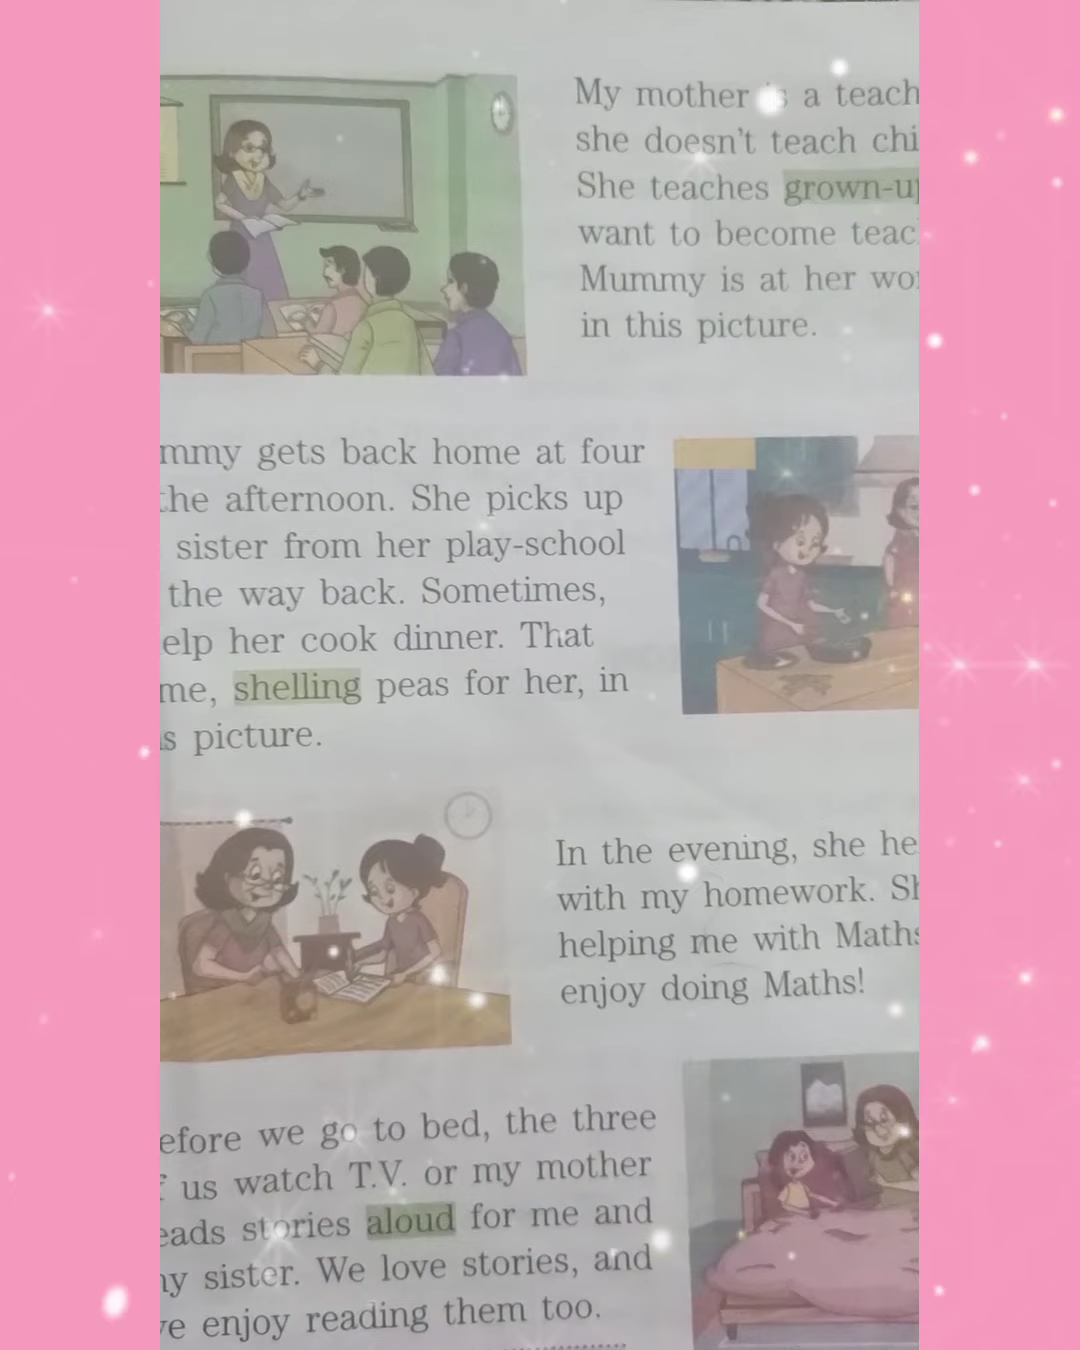 My mother is a teach
she doesn't teach chi
She teaches grown-up
want to become teac
Mummy is at her wor
in this picture.
mmy gets back home at four
the afternoon. She picks up
sister from her play-school
the way back. Sometimes,
elp her cook dinner. That
me, shelling peas for her, in
s picture.
In the evening, she he
with my homework. Sh
helping me with Maths
enjoy doing Maths!
efore we go to bed, the three
f us watch T.V. or my mother
eads stories aloud for me and
y sister. We love stories, and
e enjoy reading them too.